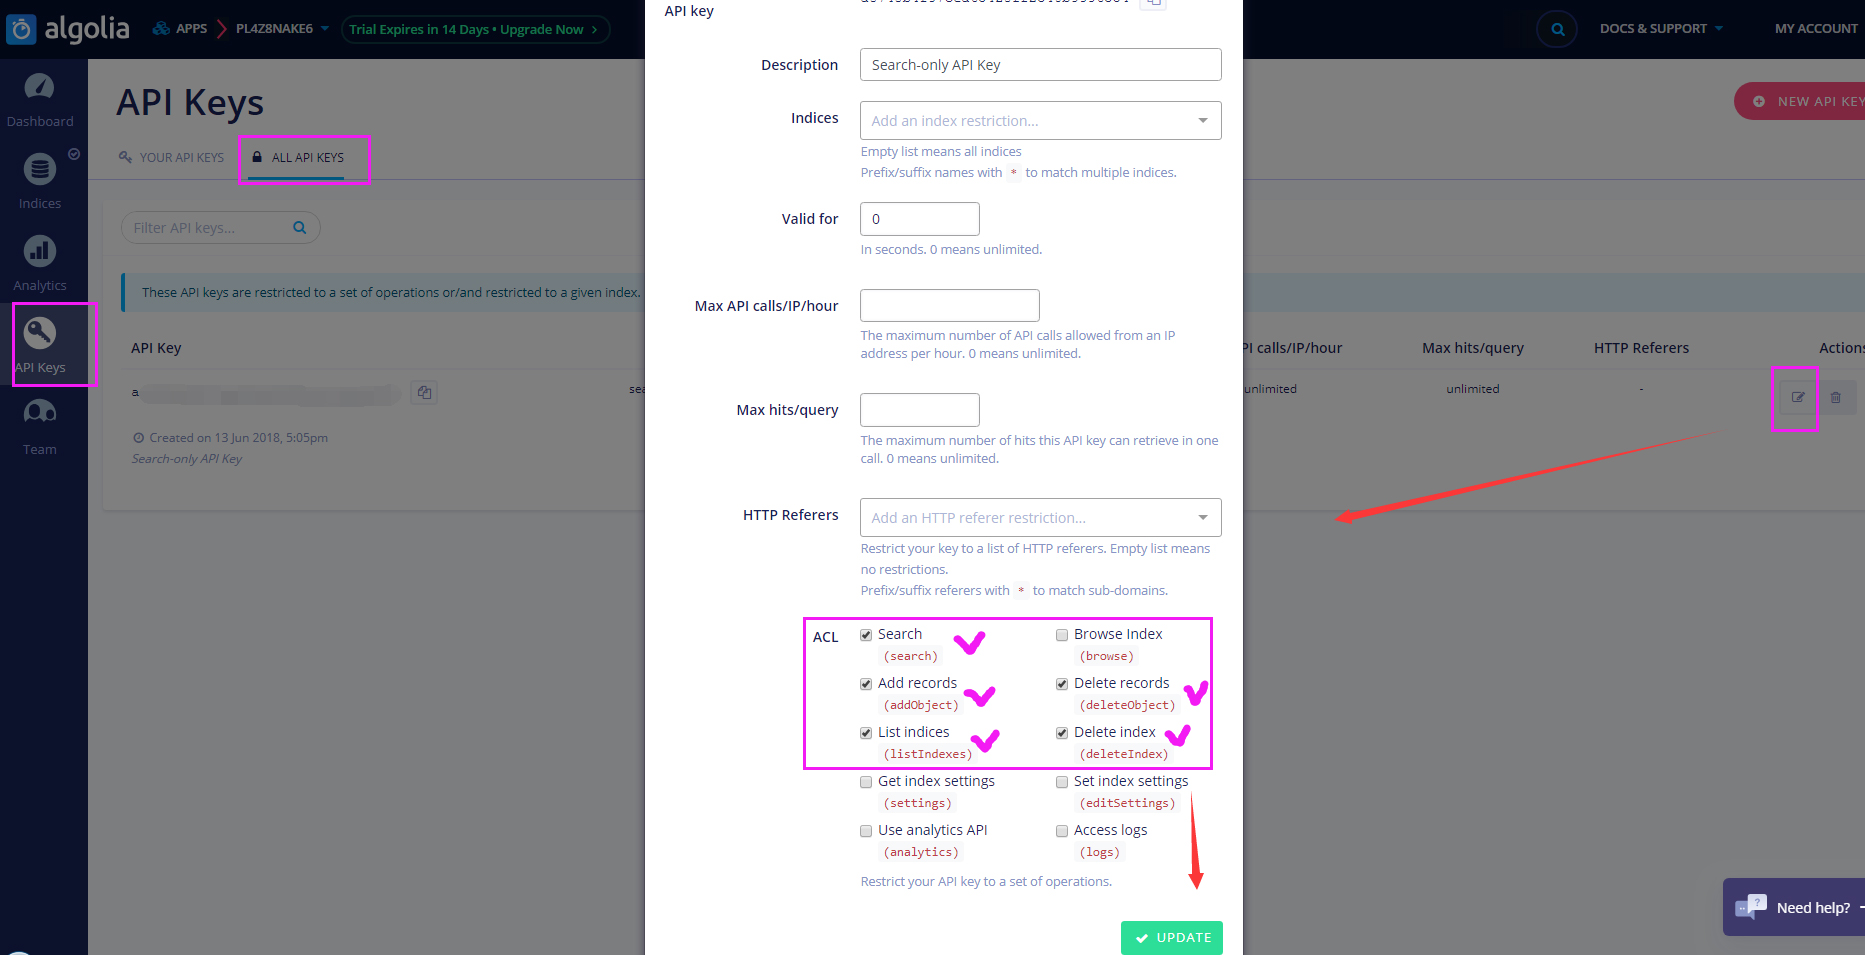 algolia
APPS
PL4Z8NAKE6
Trial Expires in 14 Days • Upgrade Now
DOCS & SUPPORT
MY ACCOUNT
Dashboard
Indices
Analytics
API Keys
Team
API Keys
NEW API KEY
YOUR API KEYS
ALL API KEYS
Filter API keys...
These API keys are restricted to a set of operations or/and restricted to a given index.
API Key
PI calls/IP/hour
Max hits/query
HTTP Referers
Actions
a
sea
unlimited
unlimited
-
Created on 13 Jun 2018, 5:05pm
Search-only API Key
API key
Description
Search-only API Key
Indices
Add an index restriction...
Empty list means all indices
Prefix/suffix names with * to match multiple indices.
Valid for
0
In seconds. 0 means unlimited.
Max API calls/IP/hour
The maximum number of API calls allowed from an IP
address per hour. 0 means unlimited.
Max hits/query
The maximum number of hits this API key can retrieve in one
call. 0 means unlimited.
HTTP Referers
Add an HTTP referer restriction...
Restrict your key to a list of HTTP referers. Empty list means
no restrictions.
Prefix/suffix referers with * to match sub-domains.
ACL
Search
(search)
Browse Index
(browse)
Add records
(addObject)
Delete records
(deleteObject)
List indices
(listIndexes)
Delete index
(deleteIndex)
Get index settings
(settings)
Set index settings
(editSettings)
Use analytics API
(analytics)
Access logs
(logs)
Restrict your API key to a set of operations.
UPDATE
Need help?